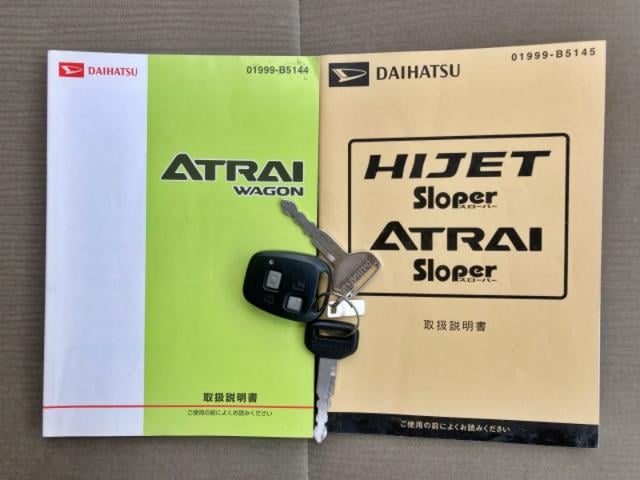 DAIHATSU
01999-B5144
ATRAI
WAGON
取扱説明書
ご使用の前によくお読みください
DAIHATSU
01999-B5145
HIJET
Sloper
スローパー
ATRAI
Sloper
スローパー
取扱説明書
ご使用の前によくお読みください
DAIHATSU